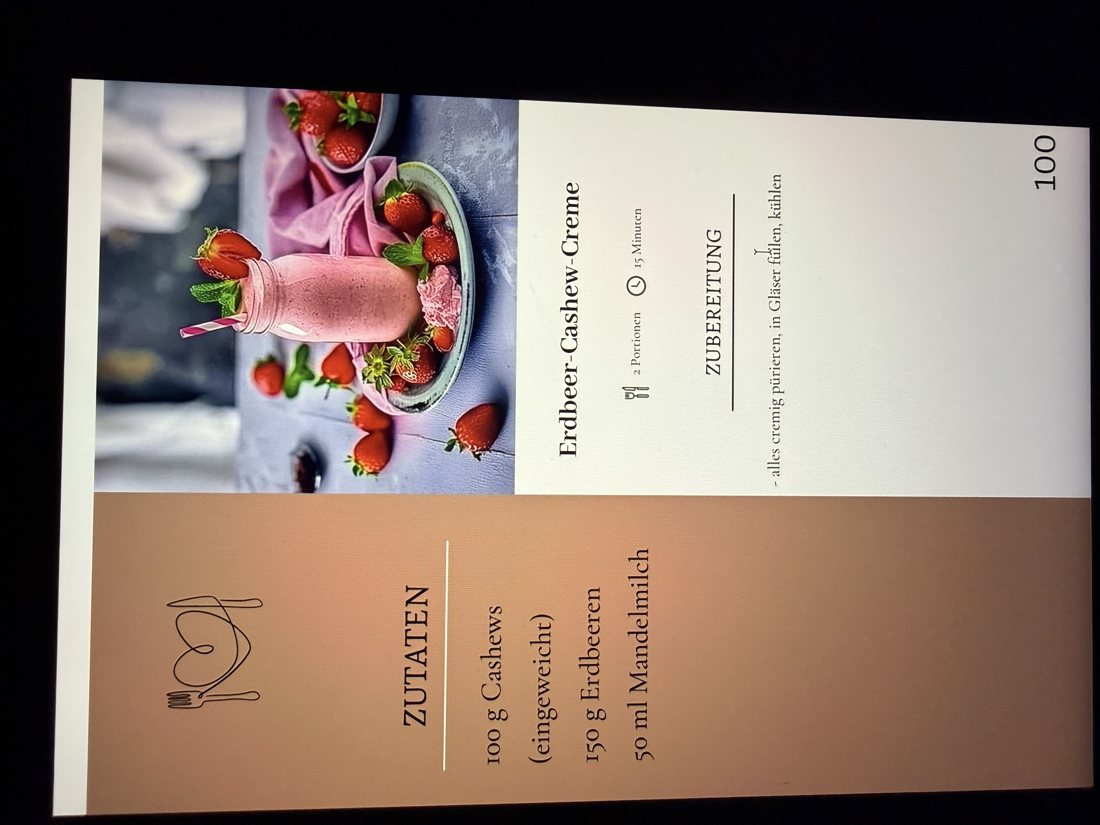 ZUTATEN
100 g Cashews
(eingeweicht)
150 g Erdbeeren
50 ml Mandelmilch
Erdbeer-Cashew-Creme
2 Portionen 15 Minuten
ZUBEREITUNG
- alles cremig pürieren, in Gläser füllen, kühlen
100